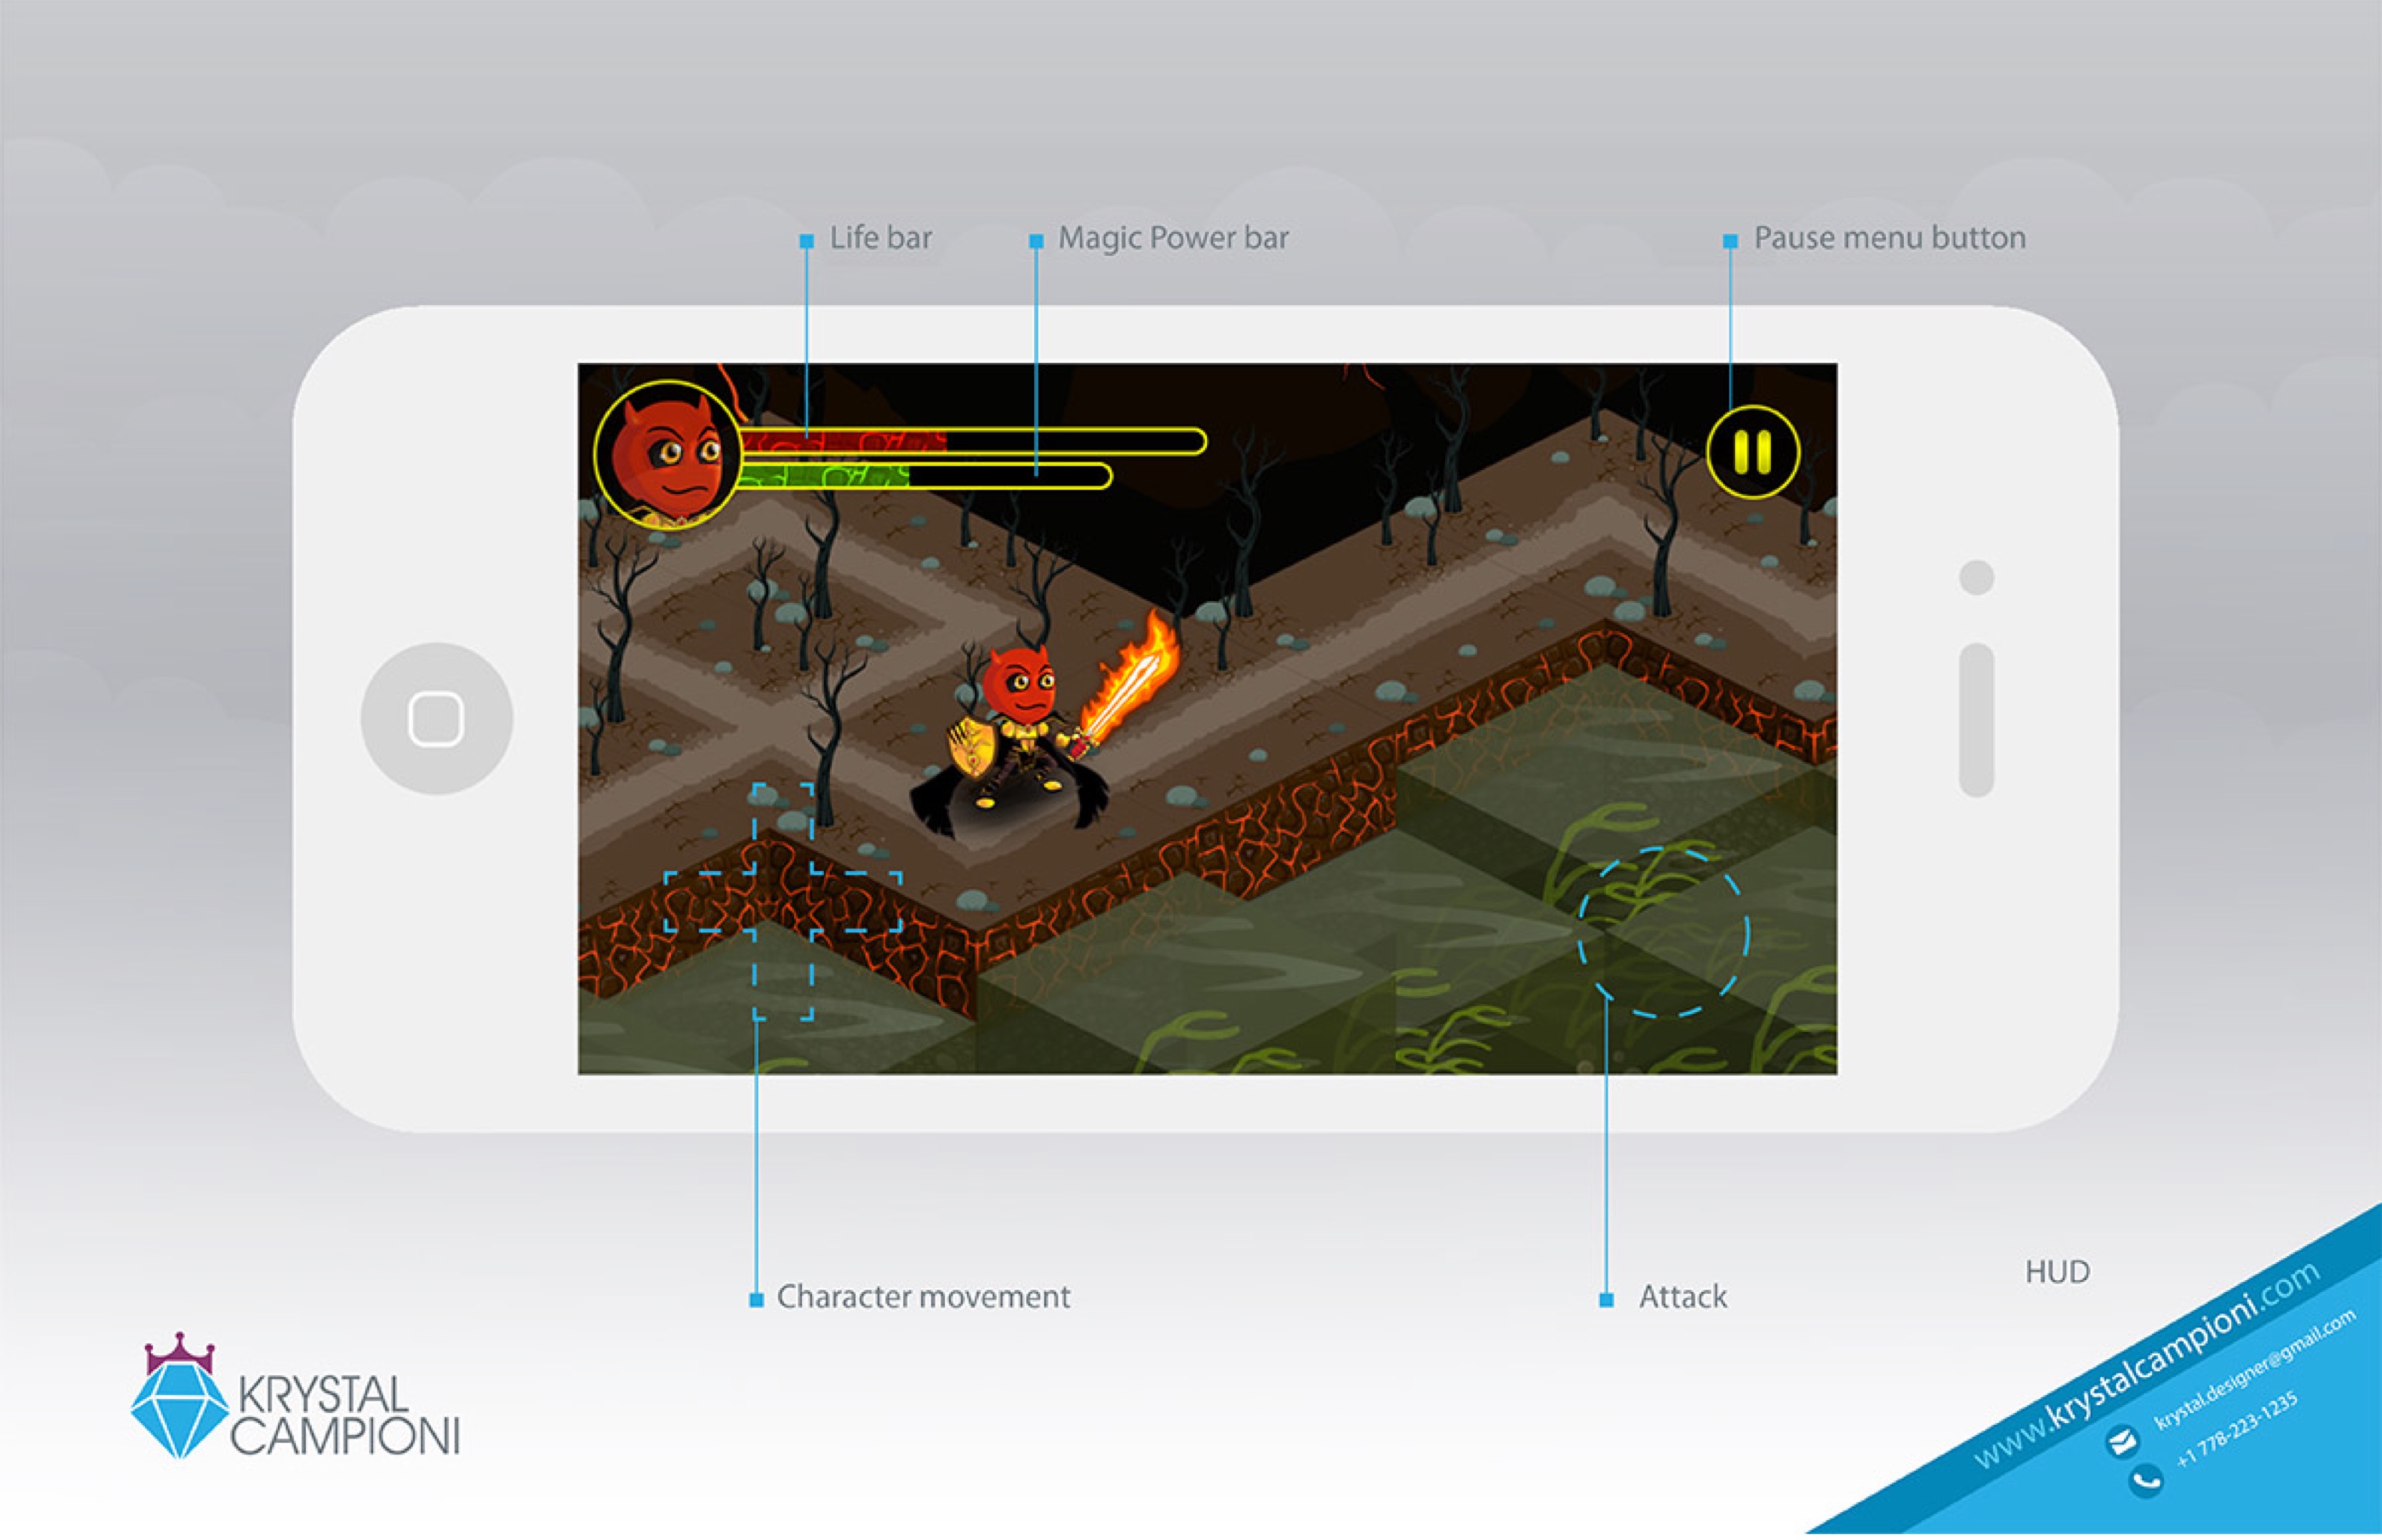 Life bar
Magic Power bar
Pause menu button
Character movement
Attack
HUD
KRYSTAL
CAMPIONI
www.krystalcampioni.com
krystal.designer@gmail.com
+1 778-223-1235